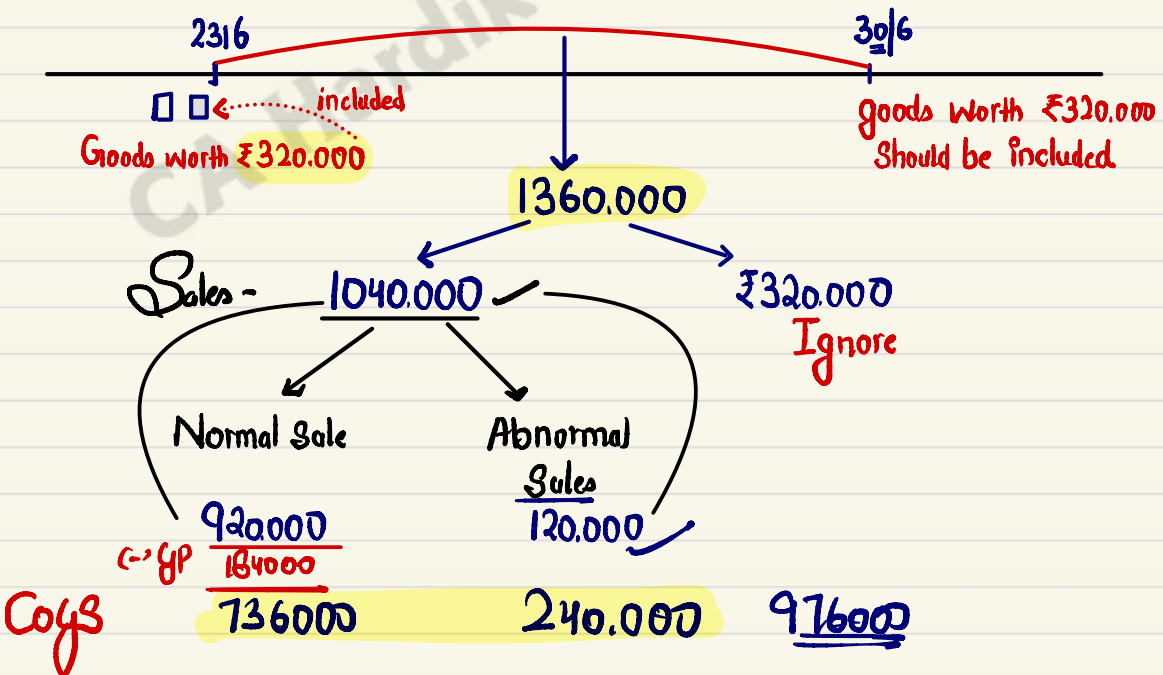 CA Hardik
23/6
30/6
included
Goods worth ₹320.000
goods worth ₹320.000
Should be included
1360.000
Sales - 1040.000
₹320.000
Ignore
Normal Sale
Abnormal
Sales
920.000
120.000
(-) GP 184000
Cogs 736000 240.000 976000